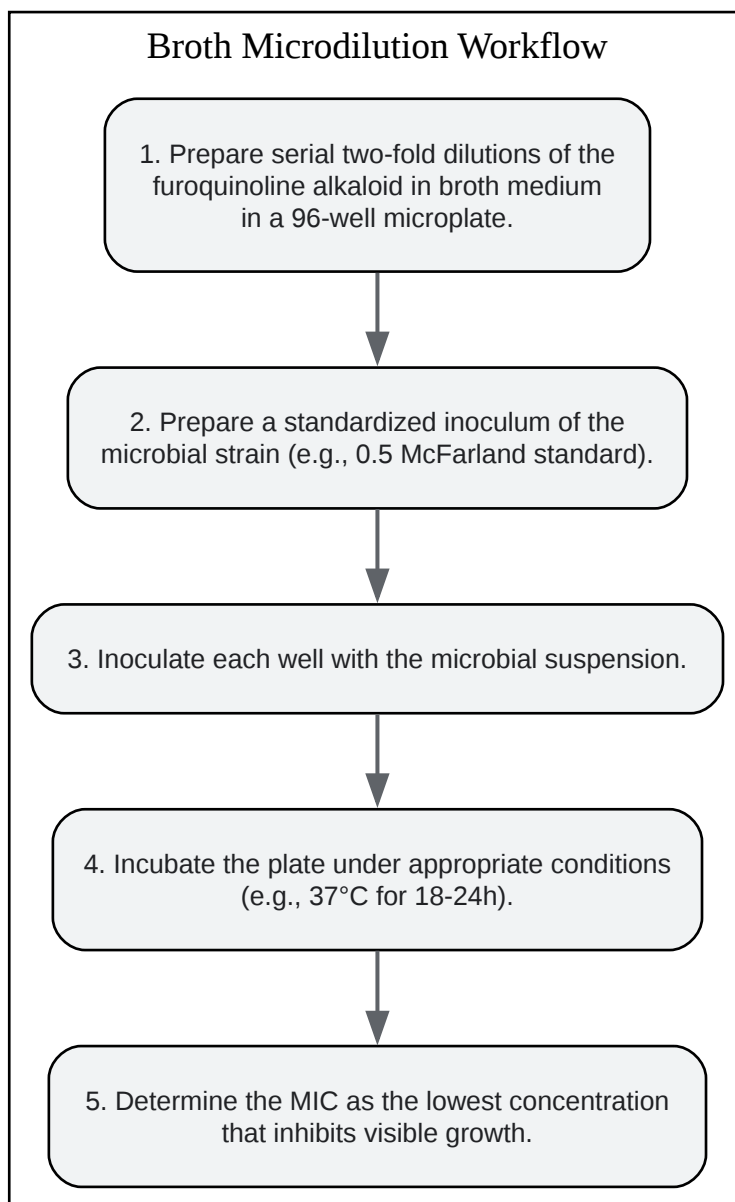 Broth Microdilution Workflow
1. Prepare serial two-fold dilutions of the
furoquinoline alkaloid in broth medium
in a 96-well microplate.
2. Prepare a standardized inoculum of the
microbial strain (e.g., 0.5 McFarland standard).
3. Inoculate each well with the microbial suspension.
4. Incubate the plate under appropriate conditions
(e.g., 37°C for 18-24h).
5. Determine the MIC as the lowest concentration
that inhibits visible growth.